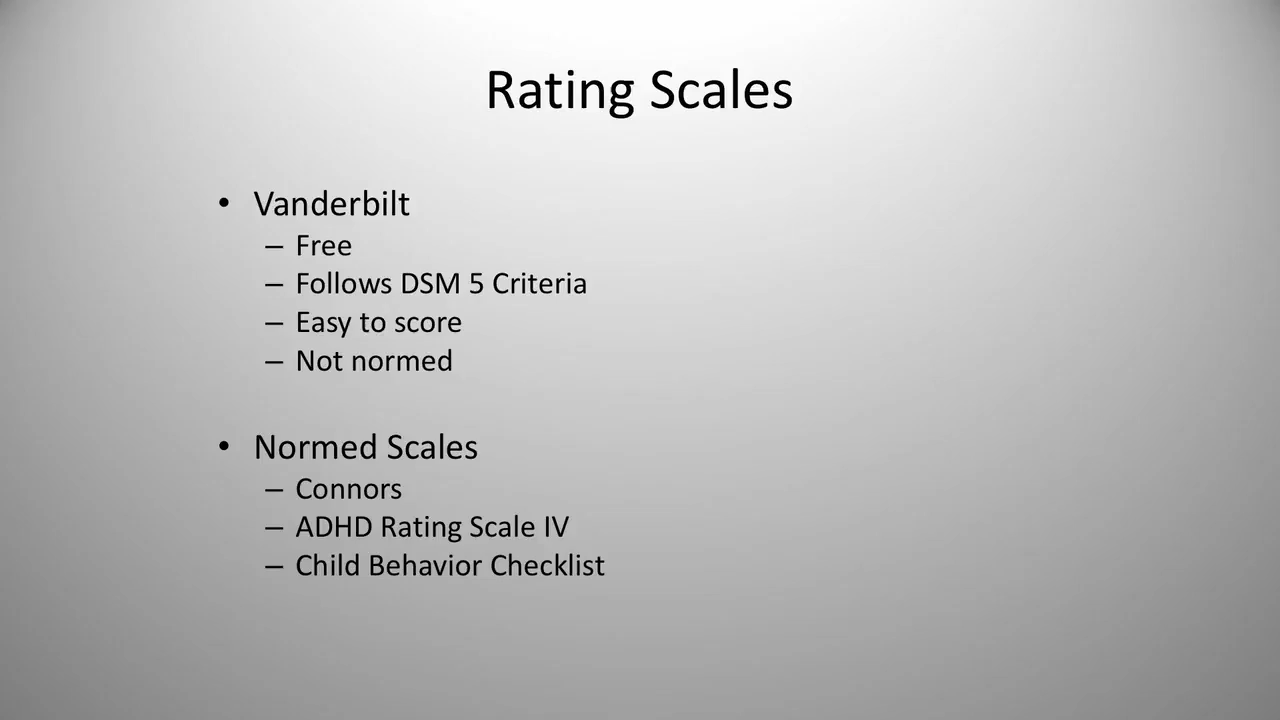 Rating Scales
• Vanderbilt
– Free
– Follows DSM 5 Criteria
– Easy to score
– Not normed
• Normed Scales
– Connors
– ADHD Rating Scale IV
– Child Behavior Checklist